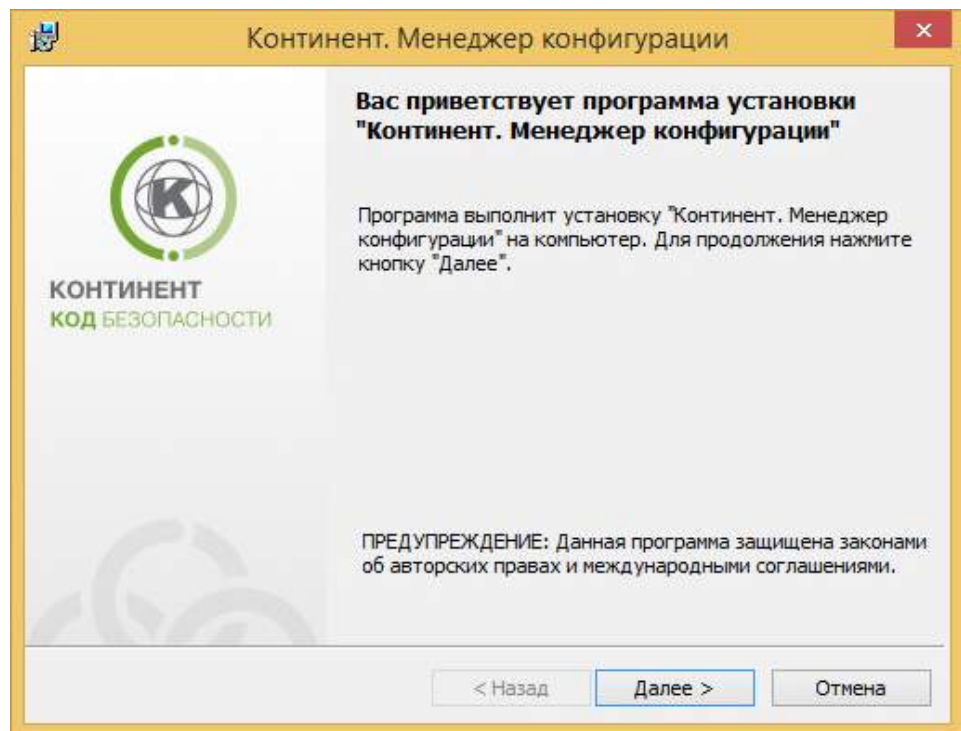 Континент. Менеджер конфигурации
Вас приветствует программа установки
"Континент. Менеджер конфигурации"
К
КОНТИНЕНТ
КОД БЕЗОПАСНОСТИ
Программа выполнит установку "Континент. Менеджер
конфигурации" на компьютер. Для продолжения нажмите
кнопку "Далее".
ПРЕДУПРЕЖДЕНИЕ: Данная программа защищена законами
об авторских правах и международными соглашениями.
< Назад
Далее >
Отмена